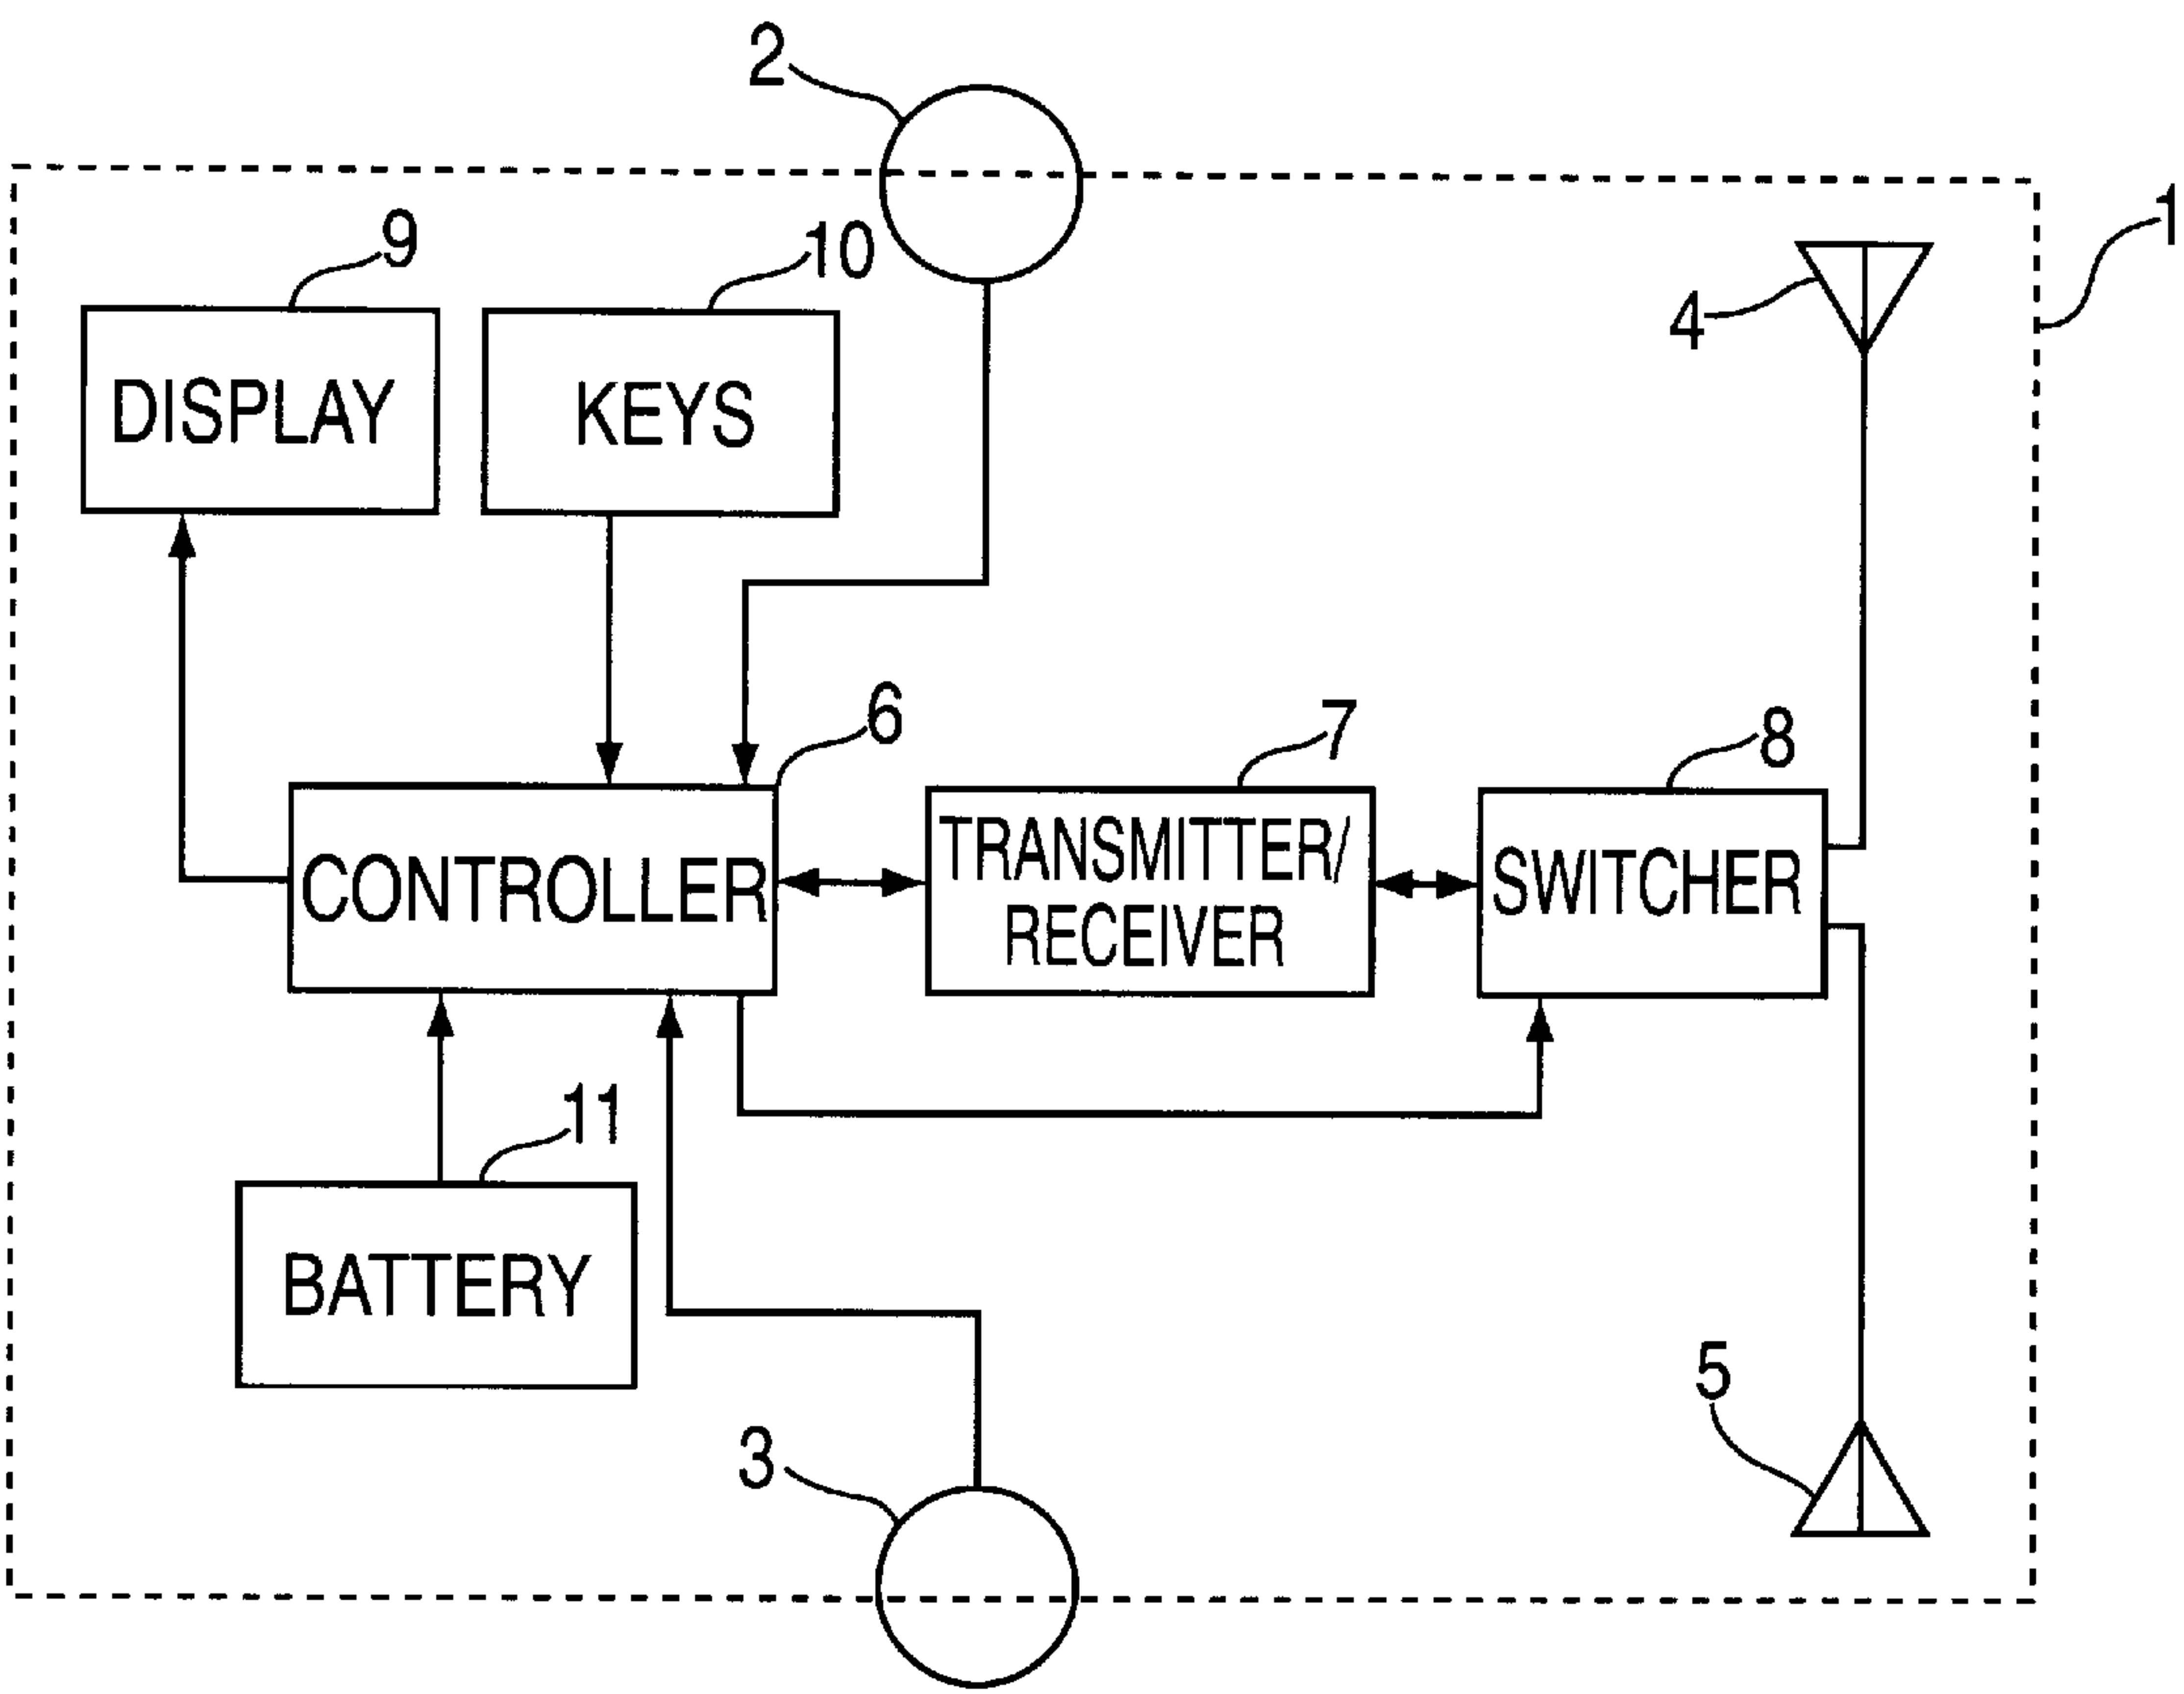 2
1
9
10
4
DISPLAY
KEYS
6
7
8
CONTROLLER
TRANSMITTER/
RECEIVER
SWITCHER
11
BATTERY
5
3